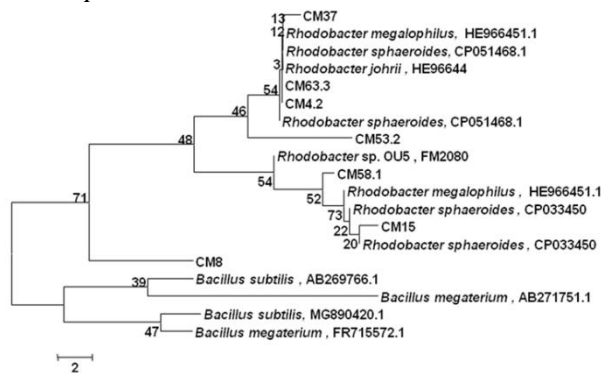 13
CM37
12
Rhodobacter megalophilus, HE966451.1
Rhodobacter sphaeroides, CP051468.1
3
Rhodobacter johrii , HE96644
CM63.3
54
CM4.2
46
Rhodobacter sphaeroides, CP051468.1
48
CM53.2
Rhodobacter sp. OU5 , FM2080
54
CM58.1
52
Rhodobacter megalophilus , HE966451.1
71
73
Rhodobacter sphaeroides , CP033450
22
CM15
20
Rhodobacter sphaeroides , CP033450
CM8
39
Bacillus subtilis , AB269766.1
Bacillus megaterium , AB271751.1
Bacillus subtilis, MG890420.1
47
Bacillus megaterium , FR715572.1
2